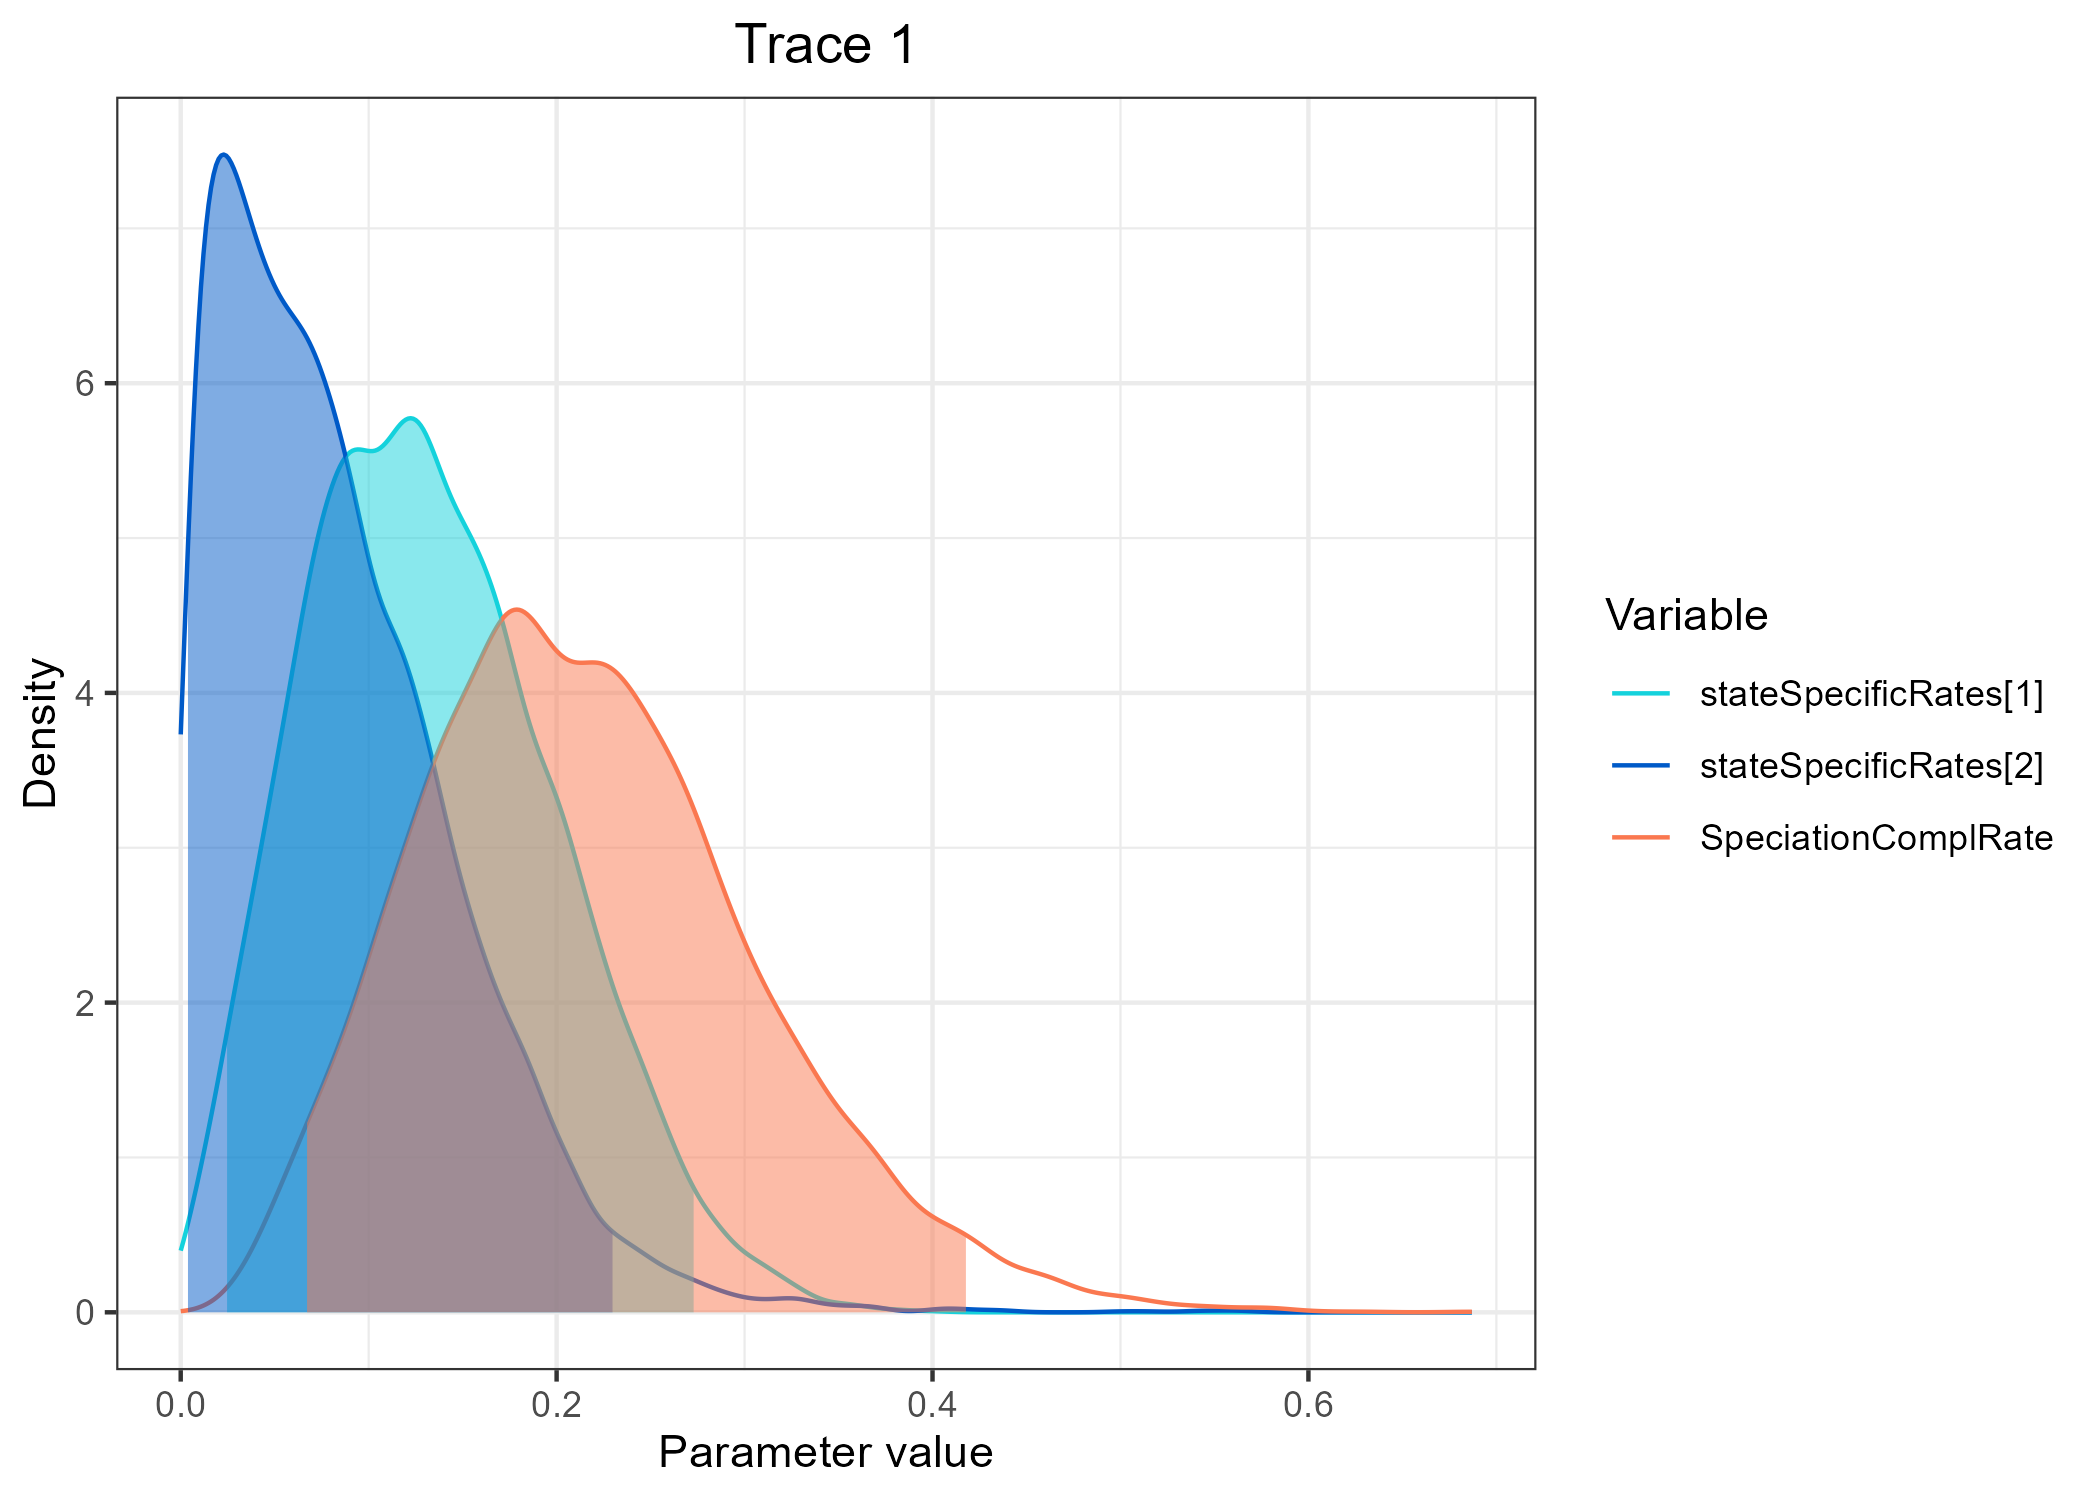 Trace 1
Density
6
4
2
0
0.0 0.2 0.4 0.6
Parameter value
Variable
stateSpecificRates[1]
stateSpecificRates[2]
SpeciationComplRate